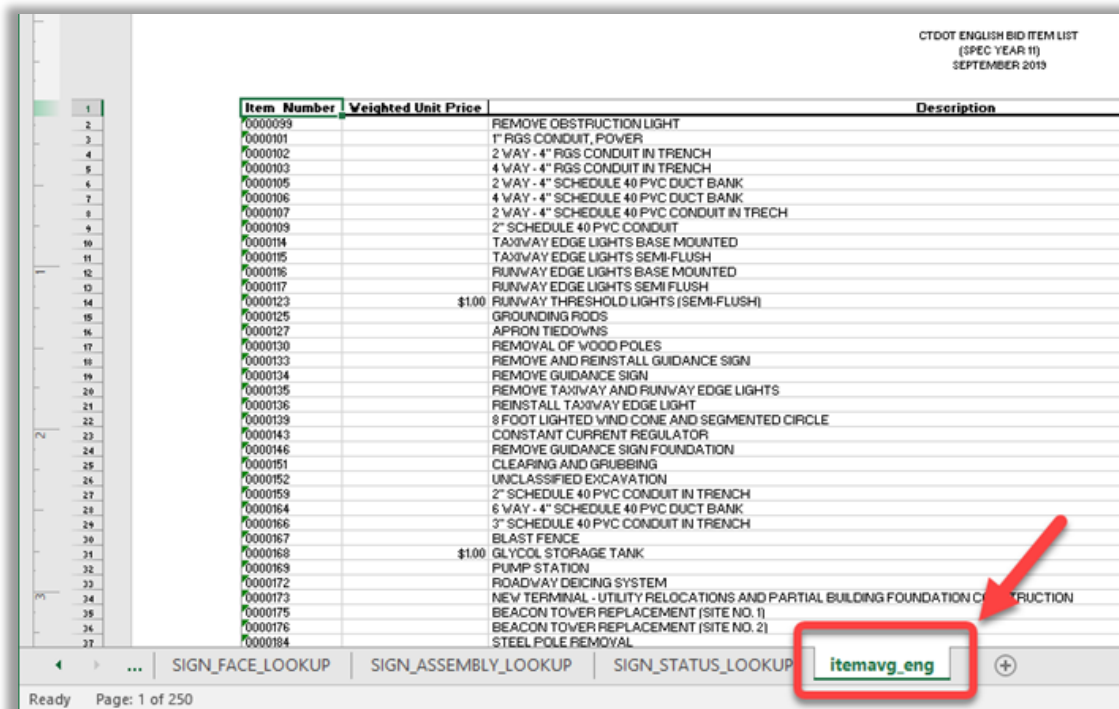 CTDOT ENGLISH BID ITEM LIST
(SPEC YEAR 11)
SEPTEMBER 2019
1 Item Number Weighted Unit Price Description
2 0000099 REMOVE OBSTRUCTION LIGHT
3 0000101 1" RGS CONDUIT, POWER
4 0000102 2 WAY - 4" RGS CONDUIT IN TRENCH
5 0000103 4 WAY - 4" RGS CONDUIT IN TRENCH
6 0000105 2 WAY - 4" SCHEDULE 40 PVC DUCT BANK
7 0000106 4 WAY - 4" SCHEDULE 40 PVC DUCT BANK
8 0000107 2 WAY - 4" SCHEDULE 40 PVC CONDUIT IN TRECH
9 0000109 2" SCHEDULE 40 PVC CONDUIT
10 0000114 TAXIWAY EDGE LIGHTS BASE MOUNTED
11 0000115 TAXIWAY EDGE LIGHTS SEMI-FLUSH
1 12 0000116 RUNWAY EDGE LIGHTS BASE MOUNTED
13 0000117 RUNWAY EDGE LIGHTS SEMI FLUSH
14 0000123 $1.00 RUNWAY THRESHOLD LIGHTS (SEMI-FLUSH)
15 0000125 GROUNDING RODS
16 0000127 APRON TIEDOWNS
17 0000130 REMOVAL OF WOOD POLES
18 0000133 REMOVE AND REINSTALL GUIDANCE SIGN
19 0000134 REMOVE GUIDANCE SIGN
20 0000135 REMOVE TAXIWAY AND RUNWAY EDGE LIGHTS
21 0000136 REINSTALL TAXIWAY EDGE LIGHT
22 0000139 8 FOOT LIGHTED WIND CONE AND SEGMENTED CIRCLE
2 23 0000143 CONSTANT CURRENT REGULATOR
24 0000146 REMOVE GUIDANCE SIGN FOUNDATION
25 0000151 CLEARING AND GRUBBING
26 0000152 UNCLASSIFIED EXCAVATION
27 0000159 2" SCHEDULE 40 PVC CONDUIT IN TRENCH
28 0000164 6 WAY - 4" SCHEDULE 40 PVC DUCT BANK
29 0000166 3" SCHEDULE 40 PVC CONDUIT IN TRENCH
30 0000167 BLAST FENCE
31 0000168 $1.00 GLYCOL STORAGE TANK
32 0000169 PUMP STATION
33 0000172 ROADWAY DEICING SYSTEM
3 34 0000173 NEW TERMINAL - UTILITY RELOCATIONS AND PARTIAL BUILDING FOUNDATION
35 0000175 BEACON TOWER REPLACEMENT (SITE NO. 1)
36 0000176 BEACON TOWER REPLACEMENT (SITE NO. 2)
37 0000184 STEEL POLE REMOVAL
... SIGN_FACE_LOOKUP SIGN_ASSEMBLY_LOOKUP SIGN_STATUS_LOOKUP itemavg_eng
Ready Page: 1 of 250